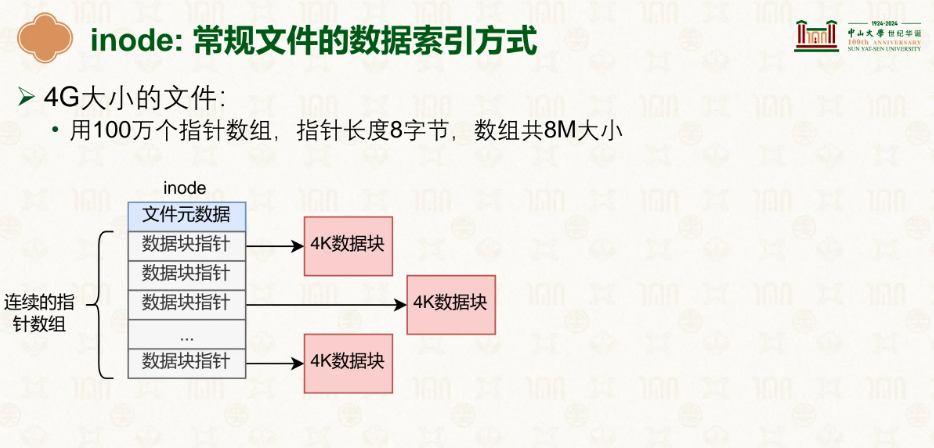 inode: 常规文件的数据索引方式
1924-2024
中山大學 世纪华诞
100th ANNIVERSARY
SUN YAT-SEN UNIVERSITY
4G大小的文件：
用100万个指针数组，指针长度8字节，数组共8M大小
inode
文件元数据
数据块指针
4K数据块
数据块指针
数据块指针
4K数据块
连续的指
针数组
...
数据块指针
4K数据块